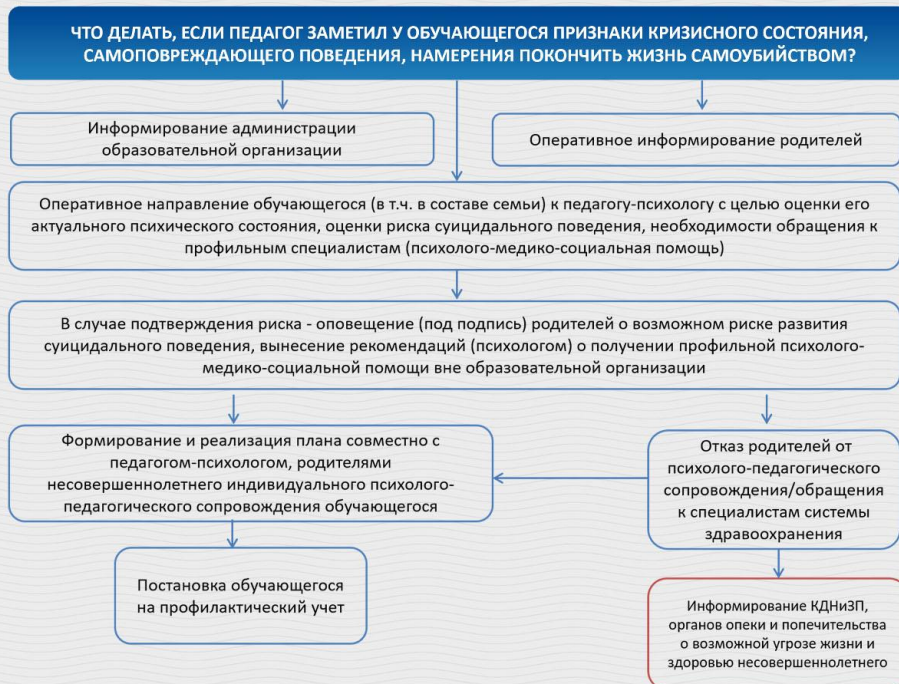 ЧТО ДЕЛАТЬ, ЕСЛИ ПЕДАГОГ ЗАМЕТИЛ У ОБУЧАЮЩЕГОСЯ ПРИЗНАКИ КРИЗИСНОГО СОСТОЯНИЯ,
САМОПОВРЕЖДАЮЩЕГО ПОВЕДЕНИЯ, НАМЕРЕНИЯ ПОКОНЧИТЬ ЖИЗНЬ САМОУБИЙСТВОМ?
Информирование администрации
образовательной организации
Оперативное информирование родителей
Оперативное направление обучающегося (в т.ч. в составе семьи) к педагогу-психологу с целью оценки его
актуального психического состояния, оценки риска суицидального поведения, необходимости обращения к
профильным специалистам (психолого-медико-социальная помощь)
В случае подтверждения риска - оповещение (под подпись) родителей о возможном риске развития
суицидального поведения, вынесение рекомендаций (психологом) о получении профильной психолого-
медико-социальной помощи вне образовательной организации
Формирование и реализация плана совместно с
педагогом-психологом, родителями
несовершеннолетнего индивидуального психолого-
педагогического сопровождения обучающегося
Отказ родителей от
психолого-педагогического
сопровождения/обращения
к специалистам системы
здравоохранения
Постановка обучающегося
на профилактический учет
Информирование КДНиЗП,
органов опеки и попечительства
о возможной угрозе жизни и
здоровью несовершеннолетнего